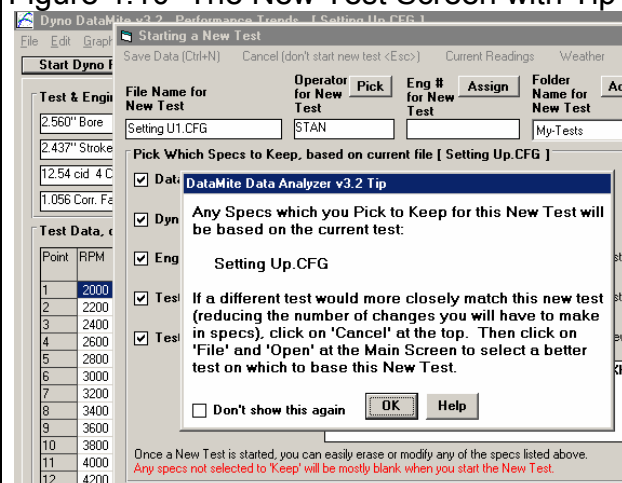 Figure 1.10 The New Test Screen with Tip
Dyno DataMite v3.2 Performance Trends [ Setting Up.CFG ]
File Edit Graph
Starting a New Test
Save Data (Ctrl+N) Cancel (don't start new test <Esc>) Current Readings Weather
Start Dyno
File Name for New Test
Operator for New Test
Pick
Eng # for New Test
Assign
Folder Name for New Test
Setting U1.CFG
STAN
My-Tests
Test & Engi
2.560" Bore
2.437" Stroke
12.54 cid 4 C
1.056 Corr. Fa
Pick Which Specs to Keep, based on current file [ Setting Up.CFG ]
Data
Dyn
Eng
Tes
Tes
DataMite Data Analyzer v3.2 Tip
Any Specs which you Pick to Keep for this New Test will
be based on the current test:
Setting Up.CFG
If a different test would more closely match this new test
(reducing the number of changes you will have to make
in specs), click on 'Cancel' at the top. Then click on
'File' and 'Open' at the Main Screen to select a better
test on which to base this New Test.
Don't show this again
OK
Help
Test Data,
Point RPM
1 2000
2 2200
3 2400
4 2600
5 2800
6 3000
7 3200
8 3400
9 3600
10 3800
11 4000
12 4200
Once a New Test is started, you can easily erase or modify any of the specs listed above.
Any specs not selected to 'Keep' will be mostly blank when you start the New Test.